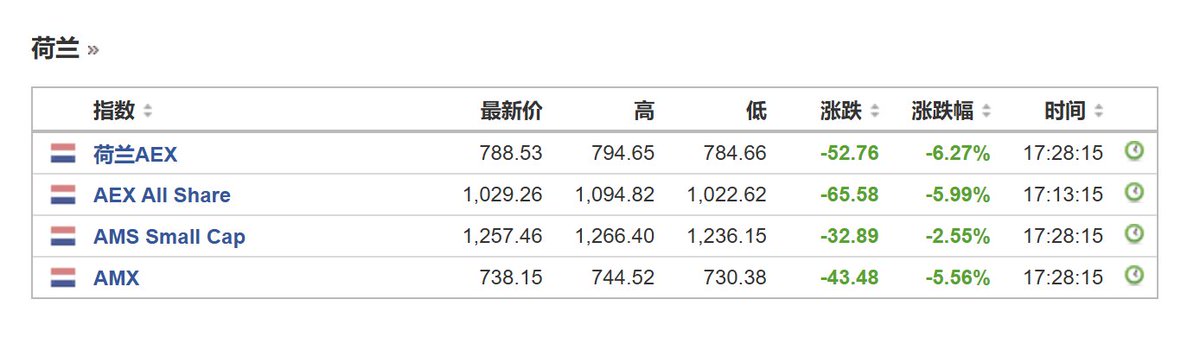 荷兰 »
指数 最新价 高 低 涨跌 涨跌幅 时间
荷兰AEX 788.53 794.65 784.66 -52.76 -6.27% 17:28:15
AEX All Share 1,029.26 1,094.82 1,022.62 -65.58 -5.99% 17:13:15
AMS Small Cap 1,257.46 1,266.40 1,236.15 -32.89 -2.55% 17:28:15
AMX 738.15 744.52 730.38 -43.48 -5.56% 17:28:15